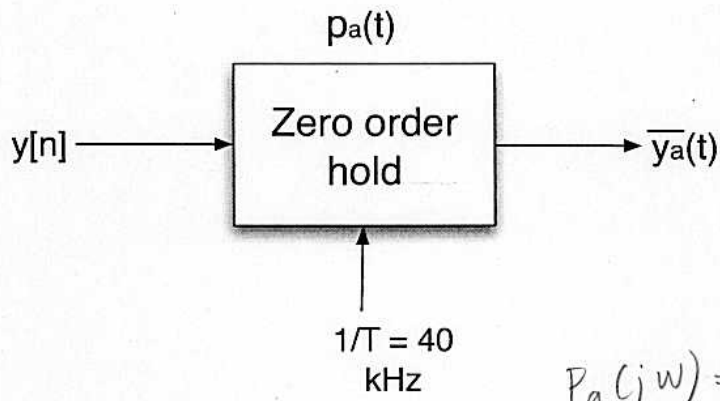 pa(t)
Zero order
hold
y[n]
ya(t)
1/T = 40
kHz
Pa(jw) =